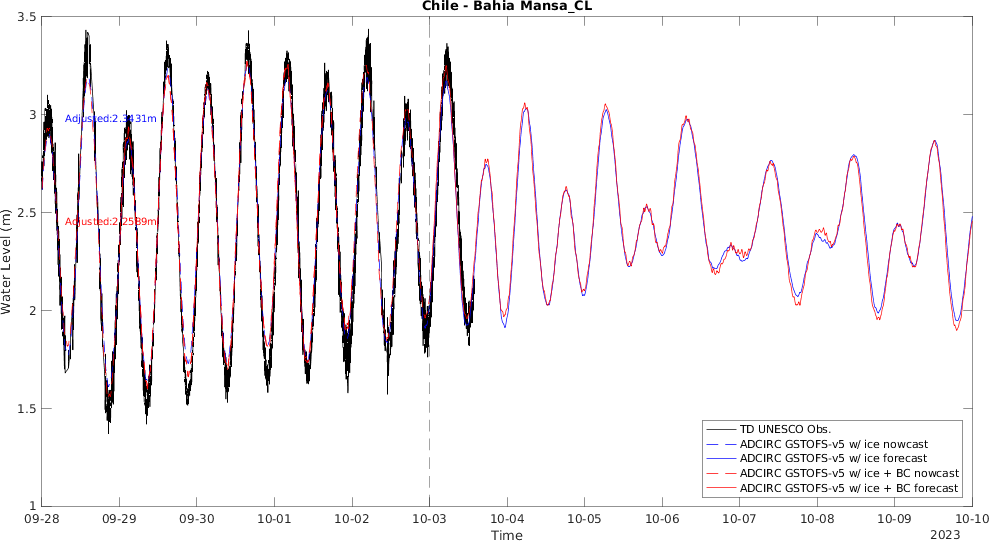 Chile - Bahia Mansa_CL
3.5
3
2.5
2
1.5
1
Water Level (m)
Adjusted:2.3431m
Adjusted:2.2589m
TD UNESCO Obs.
ADCIRC GSTOFS-v5 w/ ice nowcast
ADCIRC GSTOFS-v5 w/ ice forecast
ADCIRC GSTOFS-v5 w/ ice + BC nowcast
ADCIRC GSTOFS-v5 w/ ice + BC forecast
09-28 09-29 09-30 10-01 10-02 10-03 10-04 10-05 10-06 10-07 10-08 10-09 10-10
Time
2023